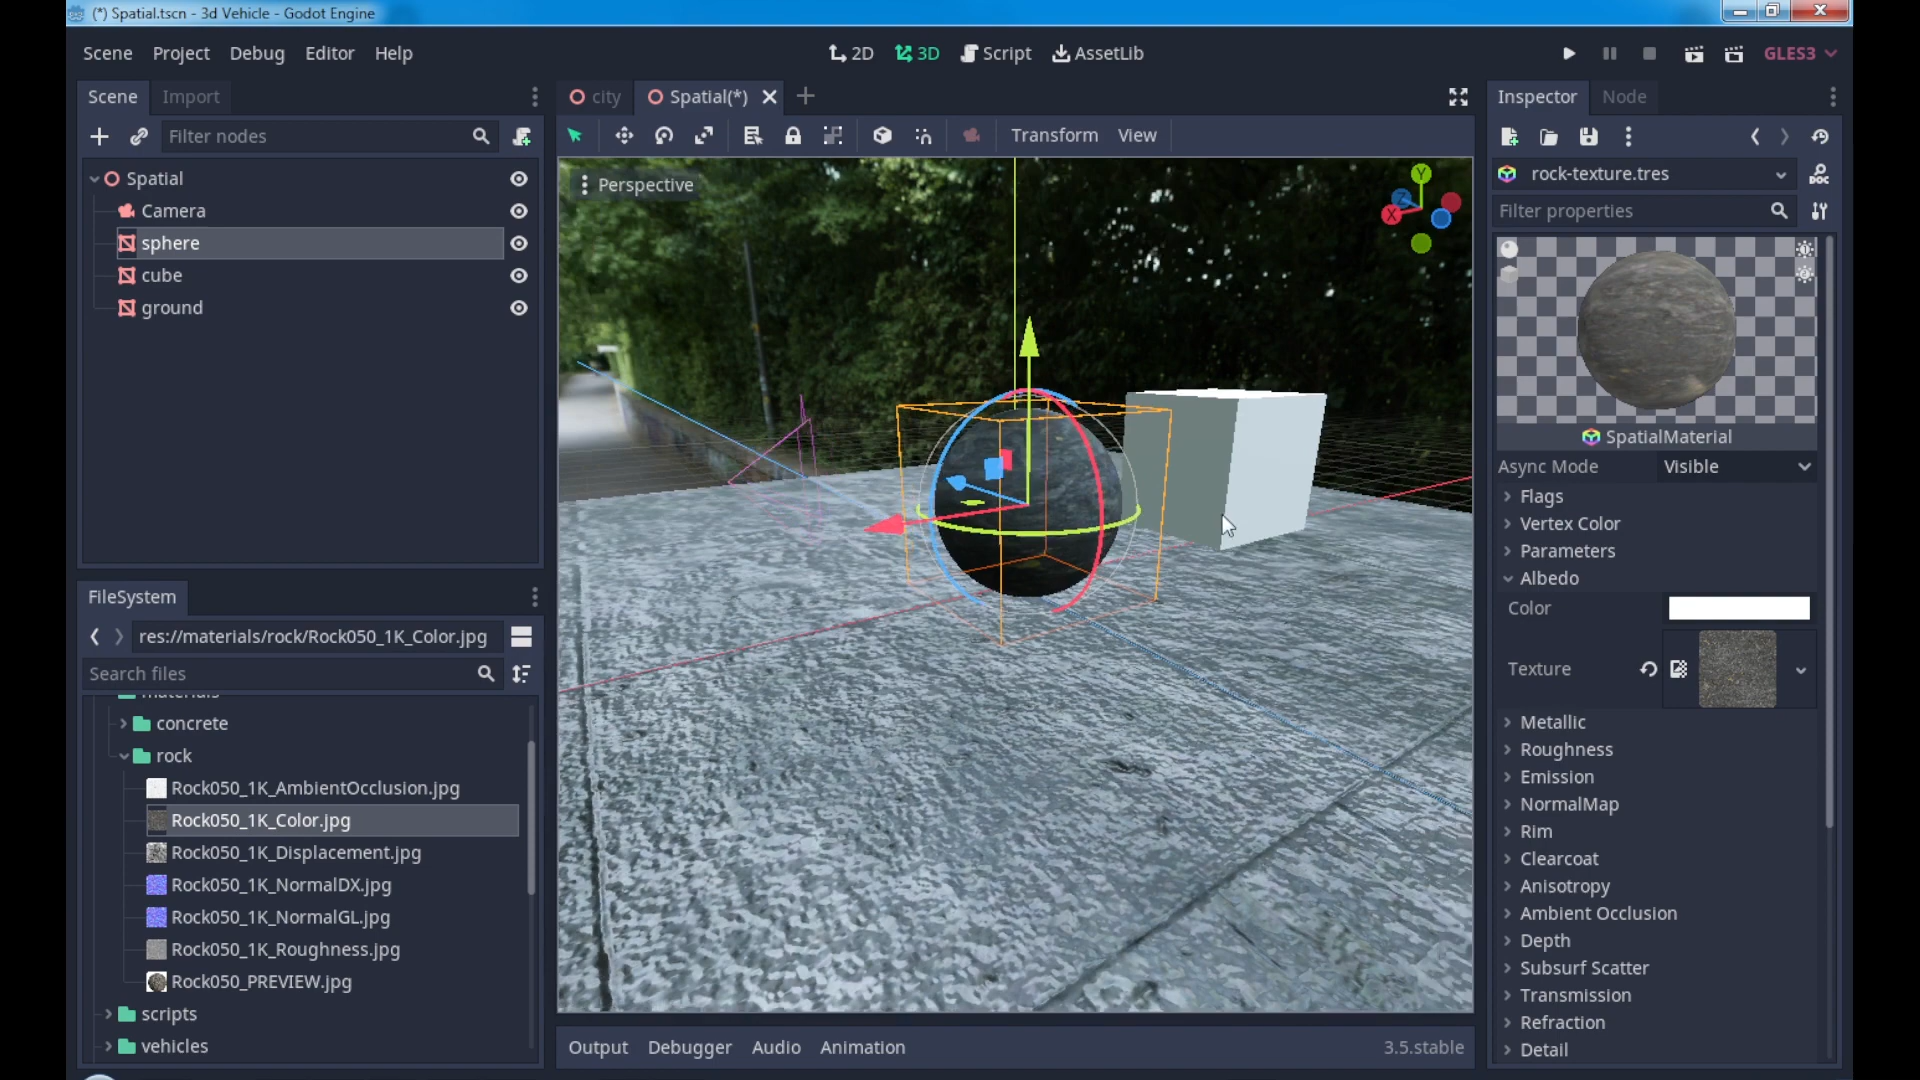 (*) Spatial.tscn - 3d Vehicle - Godot Engine
Scene Project Debug Editor Help
2D 3D Script AssetLib
GLES3
Scene Import
Filter nodes
Spatial
Camera
sphere
cube
ground
FileSystem
res://materials/rock/Rock050_1K_Color.jpg
Search files
materials
concrete
rock
Rock050_1K_AmbientOcclusion.jpg
Rock050_1K_Color.jpg
Rock050_1K_Displacement.jpg
Rock050_1K_NormalDX.jpg
Rock050_1K_NormalGL.jpg
Rock050_1K_Roughness.jpg
Rock050_PREVIEW.jpg
scripts
vehicles
city Spatial(*)
Transform View
Perspective
Y
Z
X
Output Debugger Audio Animation 3.5.stable
Inspector Node
rock-texture.tres
DOC
Filter properties
SpatialMaterial
Async Mode Visible
Flags
Vertex Color
Parameters
Albedo
Color
Texture
Metallic
Roughness
Emission
NormalMap
Rim
Clearcoat
Anisotropy
Ambient Occlusion
Depth
Subsurf Scatter
Transmission
Refraction
Detail